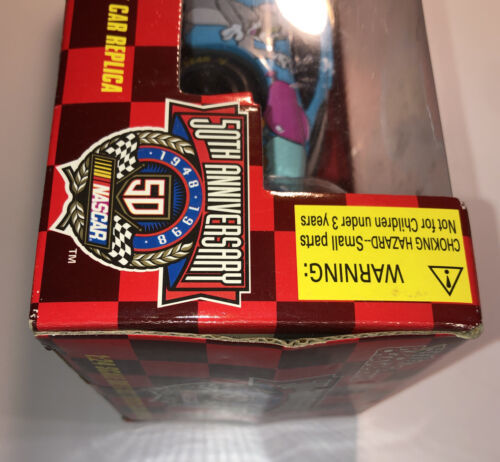 CAR REPLICA
50TH ANNIVERSARY
1948 · 1998
50
NASCAR
TM
WARNING:
CHOKING HAZARD--Small parts
Not for Children under 3 years